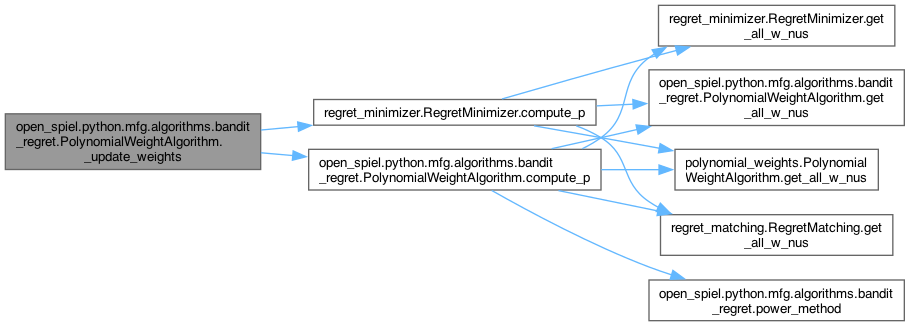 open_spiel.python.mfg.algorithms.bandit
_regret.PolynomialWeightAlgorithm.
_update_weights
regret_minimizer.RegretMinimizer.compute_p
open_spiel.python.mfg.algorithms.bandit
_regret.PolynomialWeightAlgorithm.compute_p
regret_minimizer.RegretMinimizer.get
_all_w_nus
open_spiel.python.mfg.algorithms.bandit
_regret.PolynomialWeightAlgorithm.get
_all_w_nus
polynomial_weights.Polynomial
WeightAlgorithm.get_all_w_nus
regret_matching.RegretMatching.get
_all_w_nus
open_spiel.python.mfg.algorithms.bandit
_regret.power_method